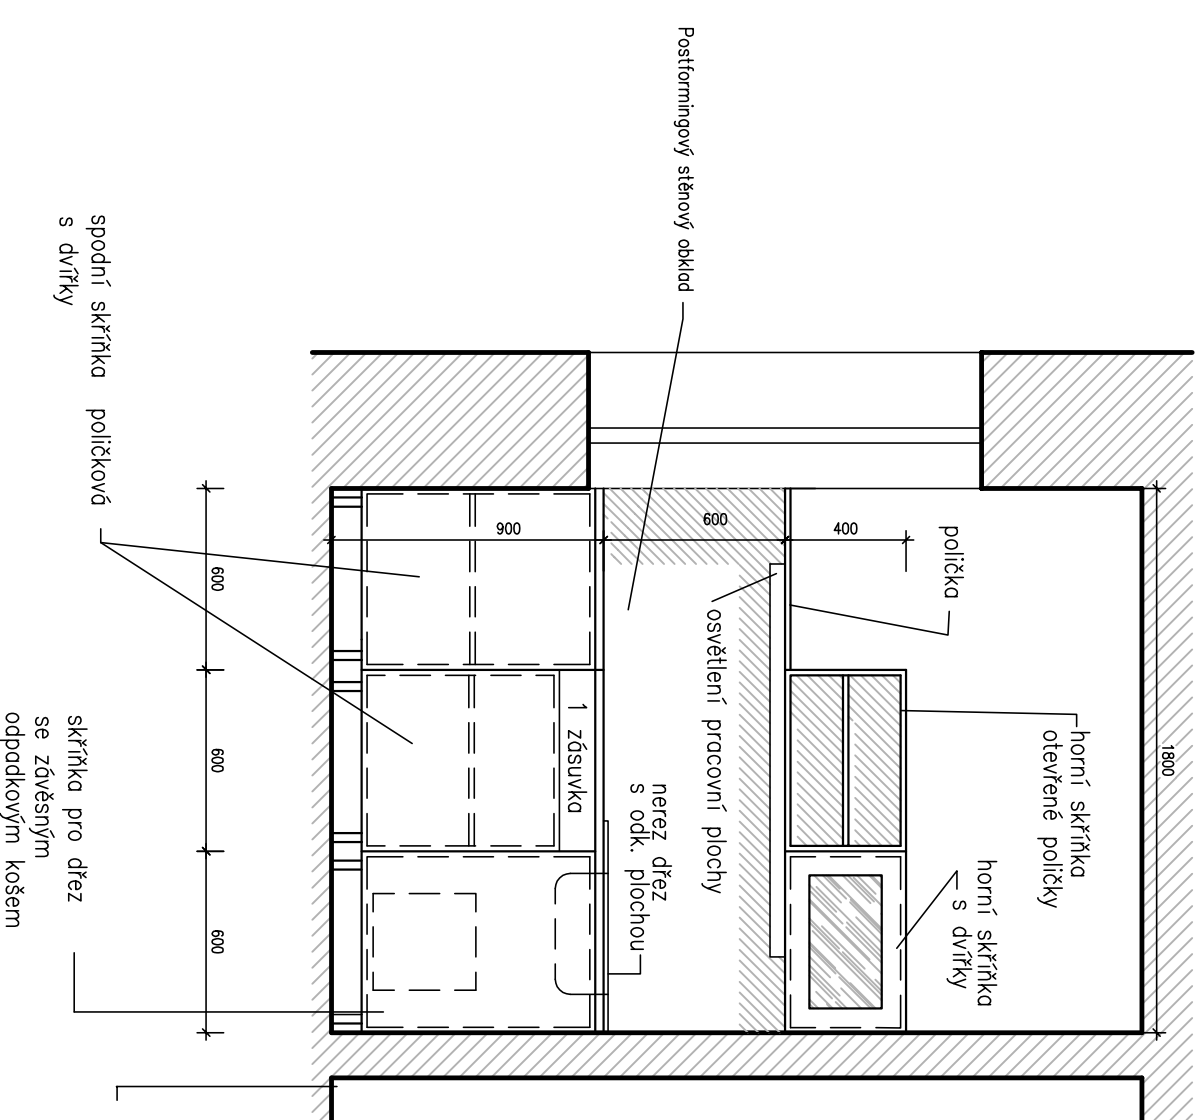 Postformingový stěnový obklad
1800
horní skříňka
otevřené poličky
horní skříňka
s dvířky
polička
400
600
900
osvětlení pracovní plochy
nerez dřez
s odk. plochou
1 zásuvka
600
600
600
spodní skříňka poličková
s dvířky
skříňka pro dřez
se závěsným
odpadkovým košem